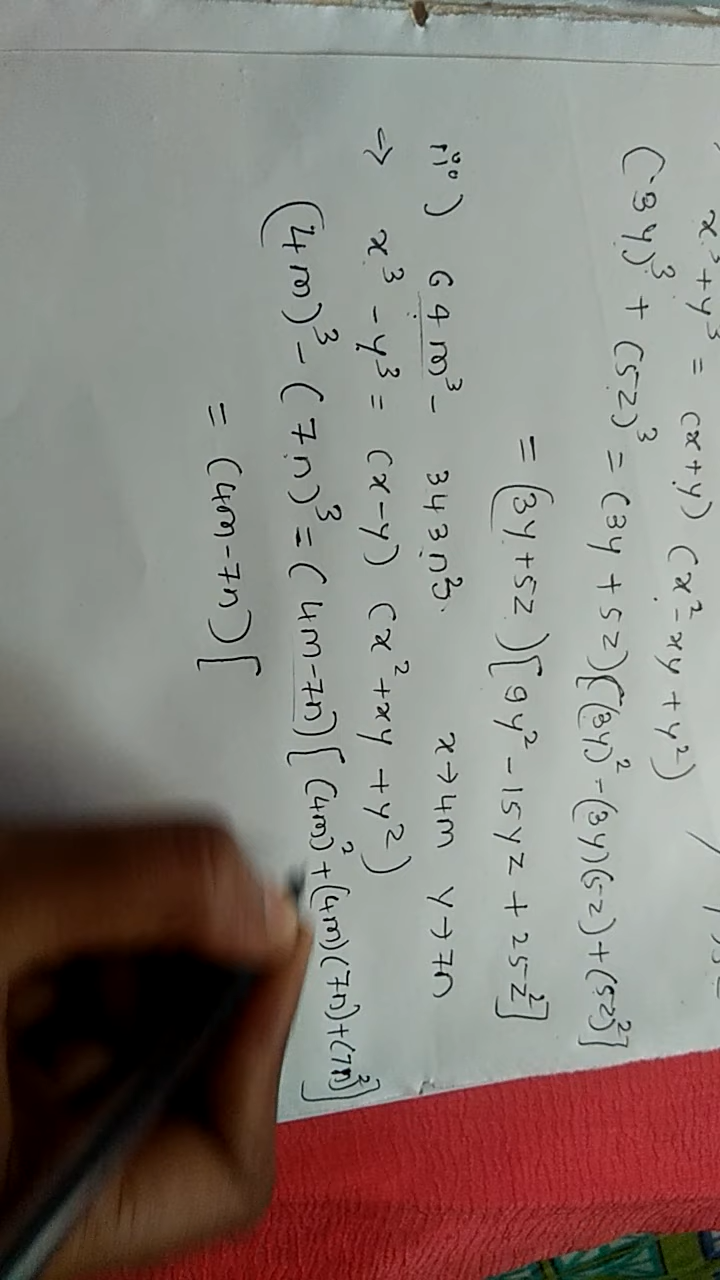 x³ + y³ = (x+y) (x² - xy + y²)
(3y)³ + (5z)³ = (3y + 5z) [(3y)² - (3y)(5z) + (5z)²]
= (3y + 5z) [9y² - 15yz + 25z²]
ii) 64m³ - 343n³. x→4m y→7n
→ x³ - y³ = (x-y) (x² + xy + y²)
(4m)³ - (7n)³ = (4m-7n) [(4m)² + (4m)(7n) + (7n)²]
= (4m-7n) [